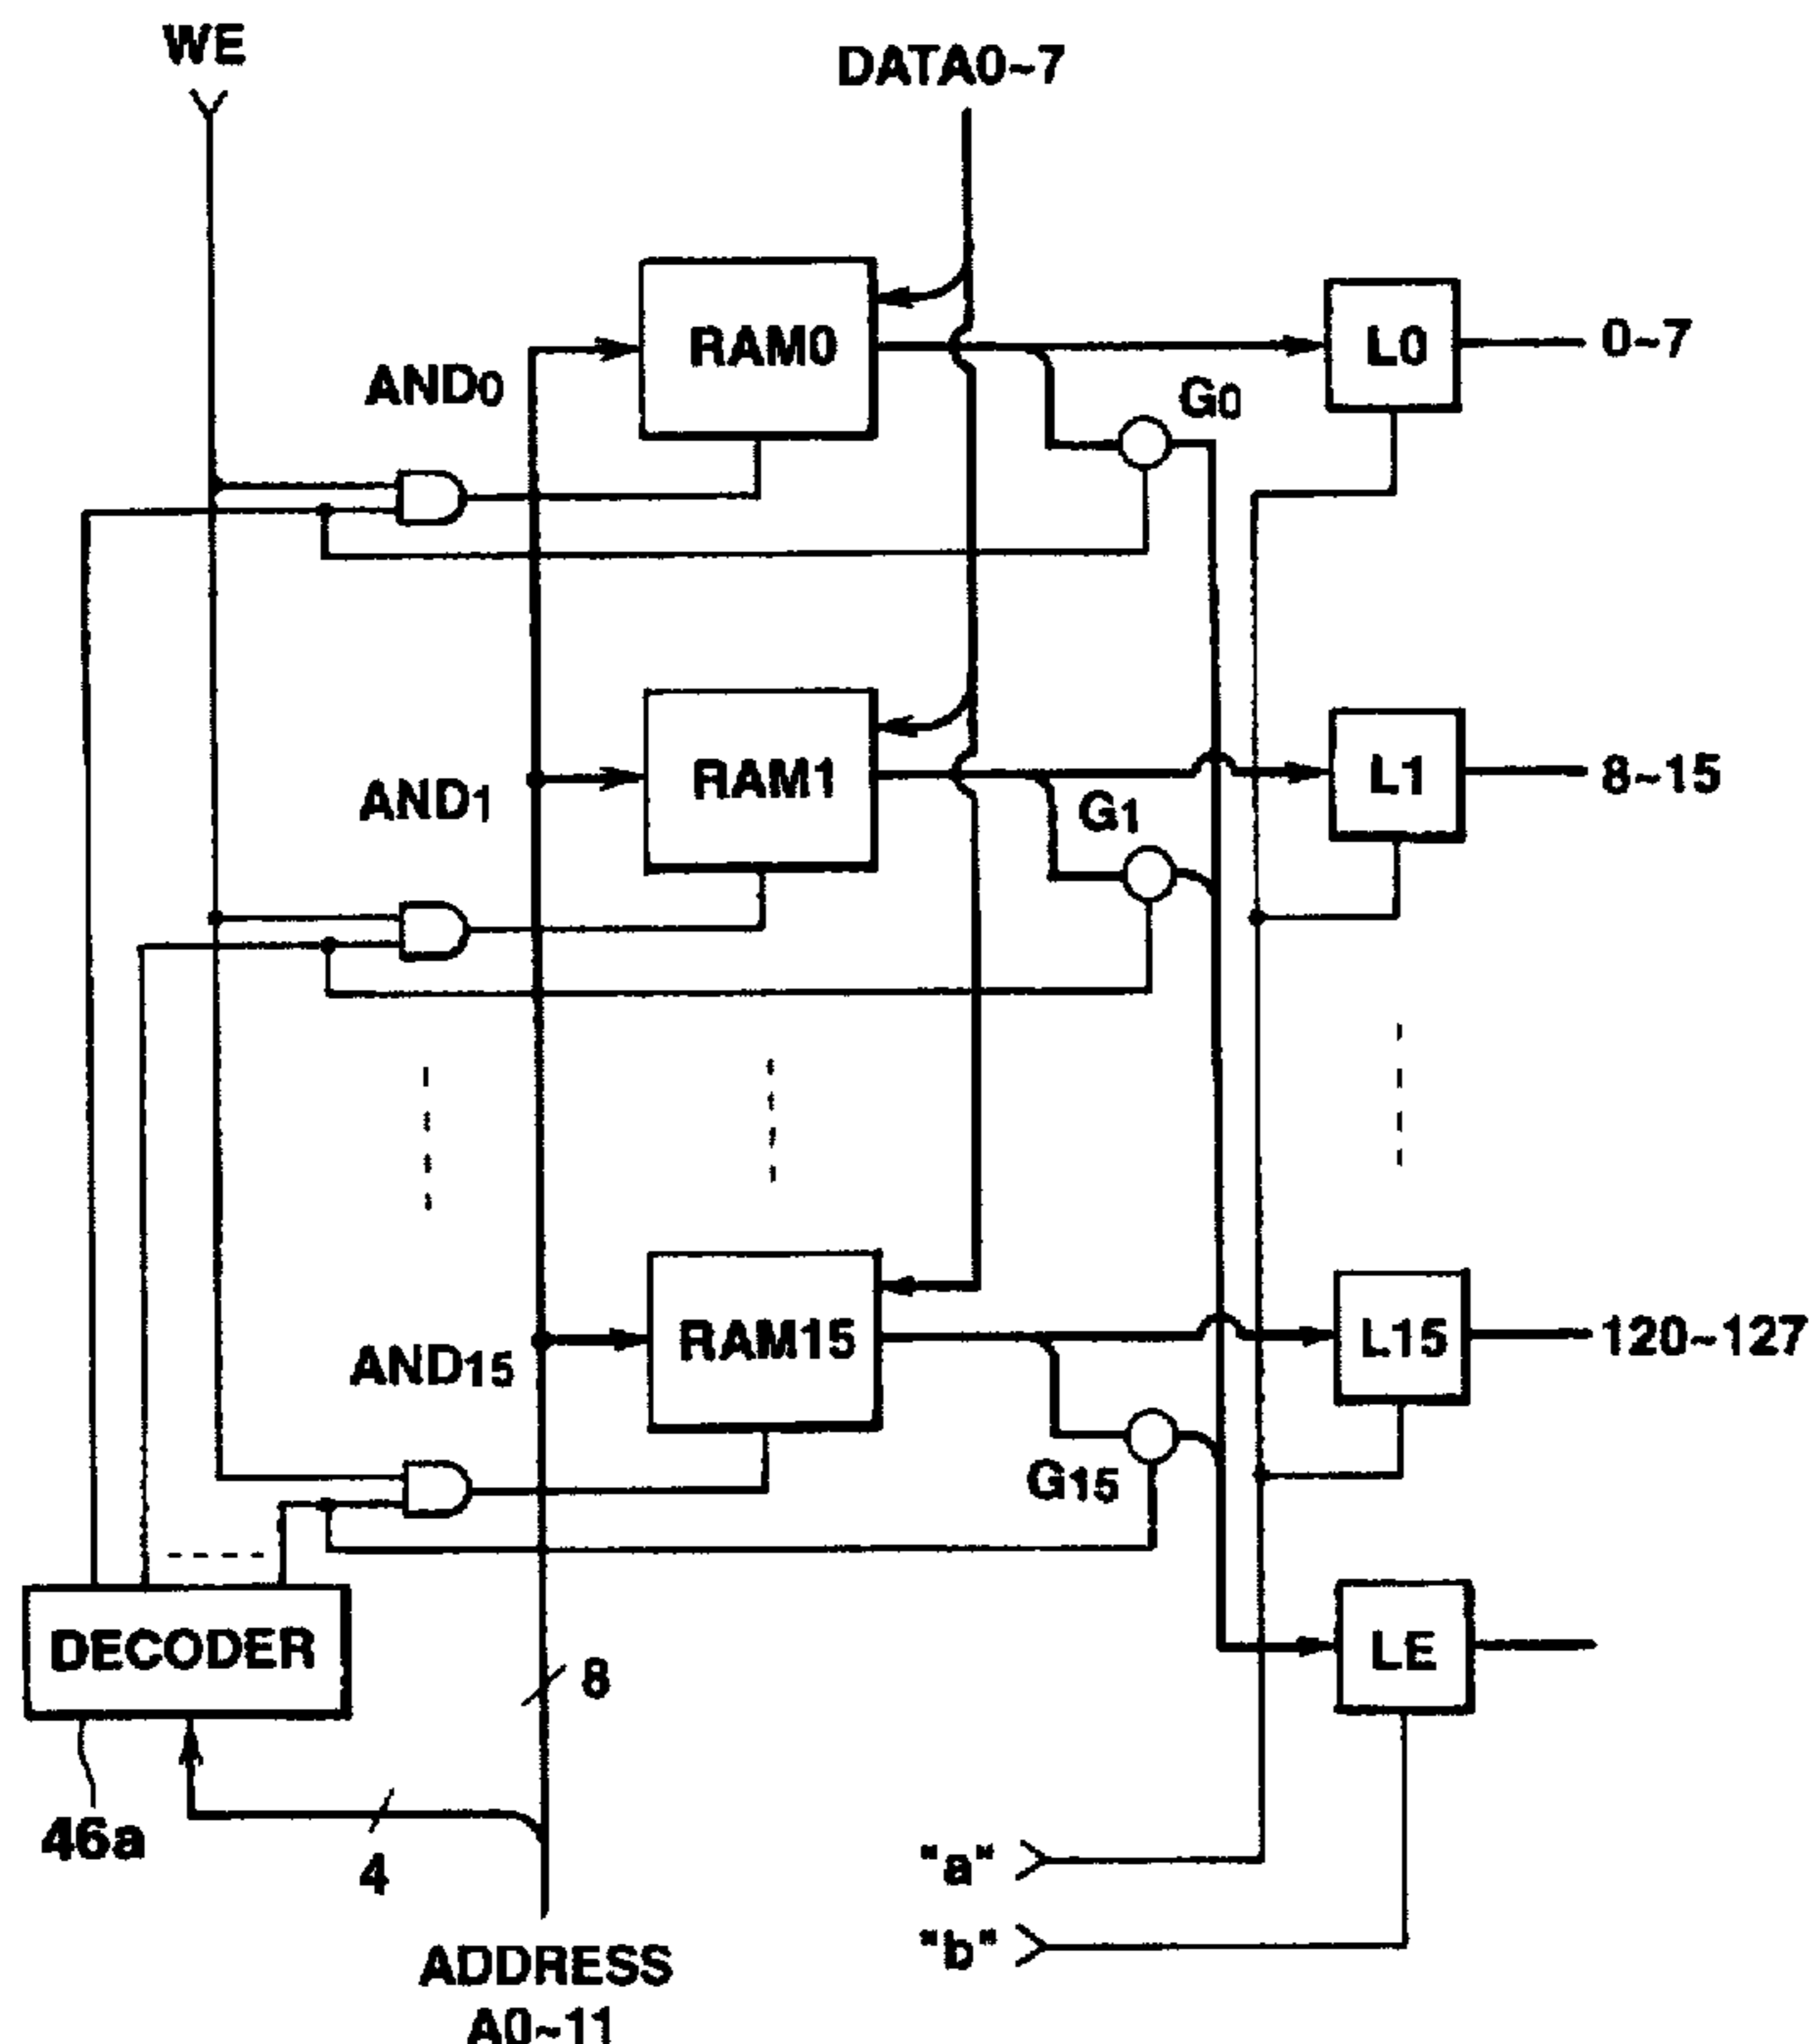 WE
DATA0~7
RAM0
L0
0~7
AND0
G0
RAM1
L1
8~15
AND1
G1
RAM15
L15
120~127
AND15
G15
DECODER
LE
8
46a
4
"a"
"b"
ADDRESS
A0~11